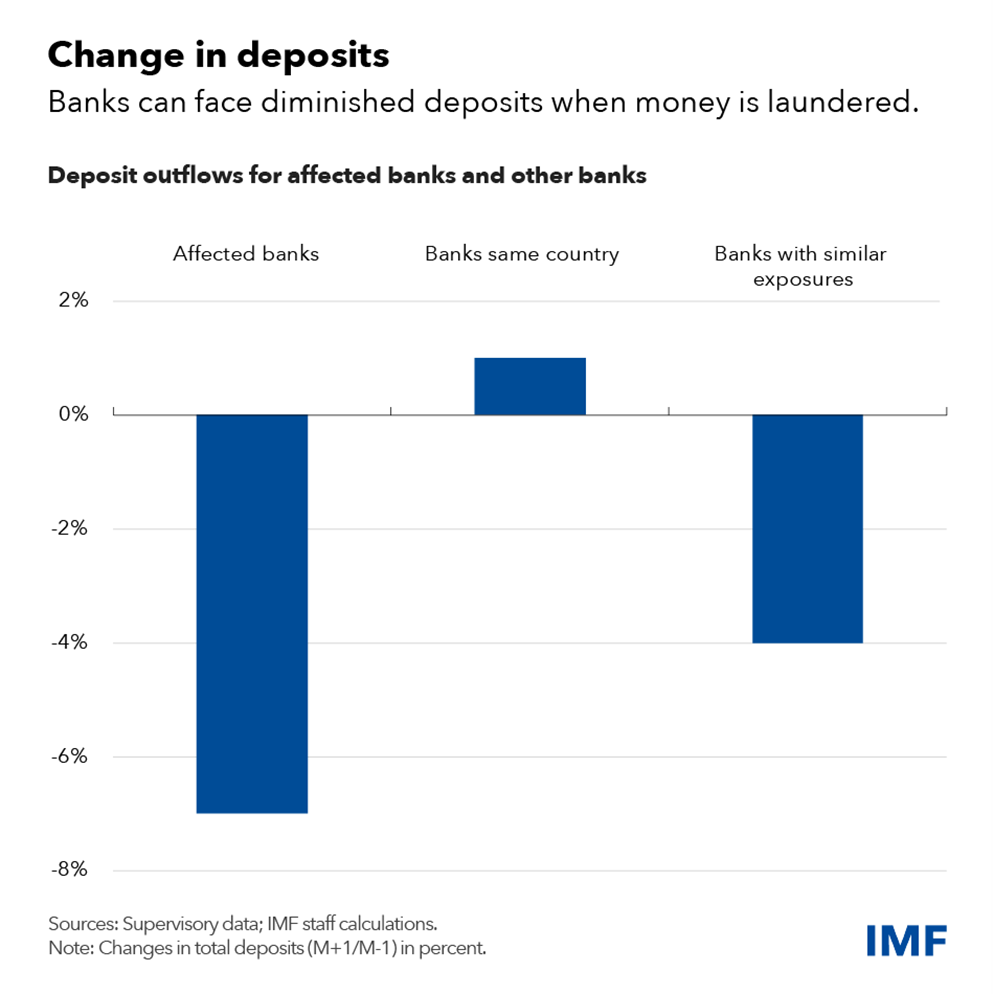 Change in deposits
Banks can face diminished deposits when money is laundered.
Deposit outflows for affected banks and other banks
Affected banks
Banks same country
Banks with similar
exposures
2%
0%
-2%
-4%
-6%
-8%
Sources: Supervisory data; IMF staff calculations.
Note: Changes in total deposits (M+1/M-1) in percent.
IMF